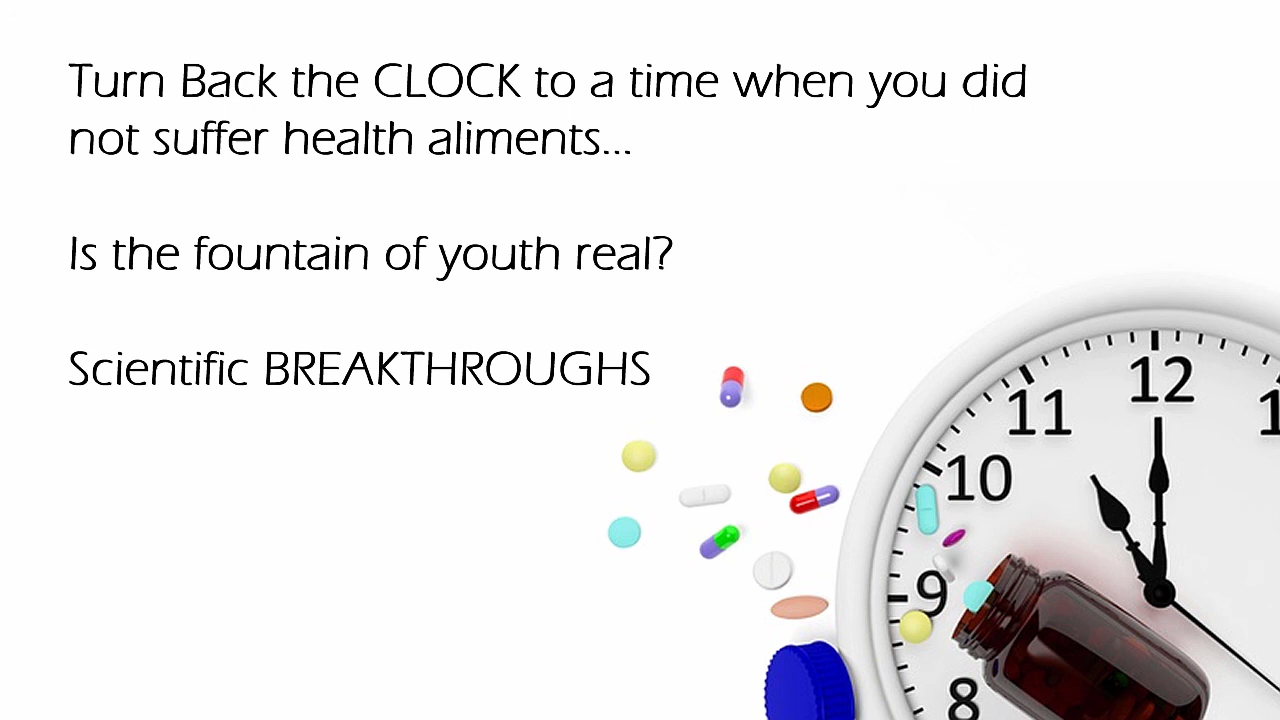 Turn Back the CLOCK to a time when you did
not suffer health aliments...
Is the fountain of youth real?
Scientific BREAKTHROUGHS
12
11
1
10
9
8